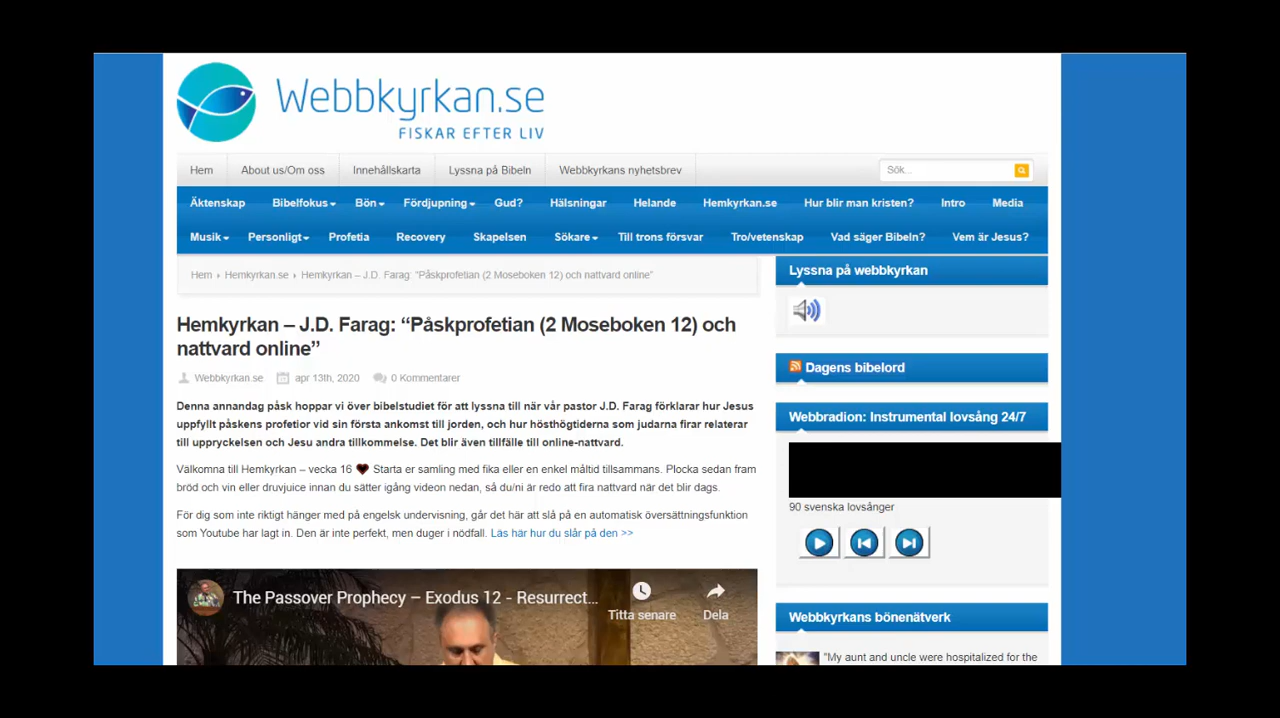 Webbkyrkan.se
FISKAR EFTER LIV
Hem About us/Om oss Innehållskarta Lyssna på Bibeln Webbkyrkans nyhetsbrev Sök...
Äktenskap Bibelfokus Bön Fördjupning Gud? Hälsningar Helande Hemkyrkan.se Hur blir man kristen? Intro Media
Musik Personligt Profetia Recovery Skapelsen Sökare Till trons försvar Tro/vetenskap Vad säger Bibeln? Vem är Jesus?
Hem › Hemkyrkan.se › Hemkyrkan – J.D. Farag: “Påskprofetian (2 Moseboken 12) och nattvard online”
Hemkyrkan – J.D. Farag: “Påskprofetian (2 Moseboken 12) och
nattvard online”
Webbkyrkan.se apr 13th, 2020 0 Kommentarer
Denna annandag påsk hoppar vi över bibelstudiet för att lyssna till när vår pastor J.D. Farag förklarar hur Jesus
uppfyllt påskens profetior vid sin första ankomst till jorden, och hur hösthögtiderna som judarna firar relaterar
till uppryckelsen och Jesu andra tillkommelse. Det blir även tillfälle till online-nattvard.
Välkomna till Hemkyrkan – vecka 16 🖤 Starta er samling med fika eller en enkel måltid tillsammans. Plocka sedan fram
bröd och vin eller druvjuice innan du sätter igång videon nedan, så du/ni är redo att fira nattvard när det blir dags.
För dig som inte riktigt hänger med på engelsk undervisning, går det här att slå på en automatisk översättningsfunktion
som Youtube har lagt in. Den är inte perfekt, men duger i nödfall. Läs här hur du slår på den >>
The Passover Prophecy – Exodus 12 - Resurrect...
Titta senare
Dela
Lyssna på webbkyrkan
Dagens bibelord
Webbradion: Instrumental lovsång 24/7
90 svenska lovsånger
Webbkyrkans bönenätverk
"My aunt and uncle were hospitalized for the